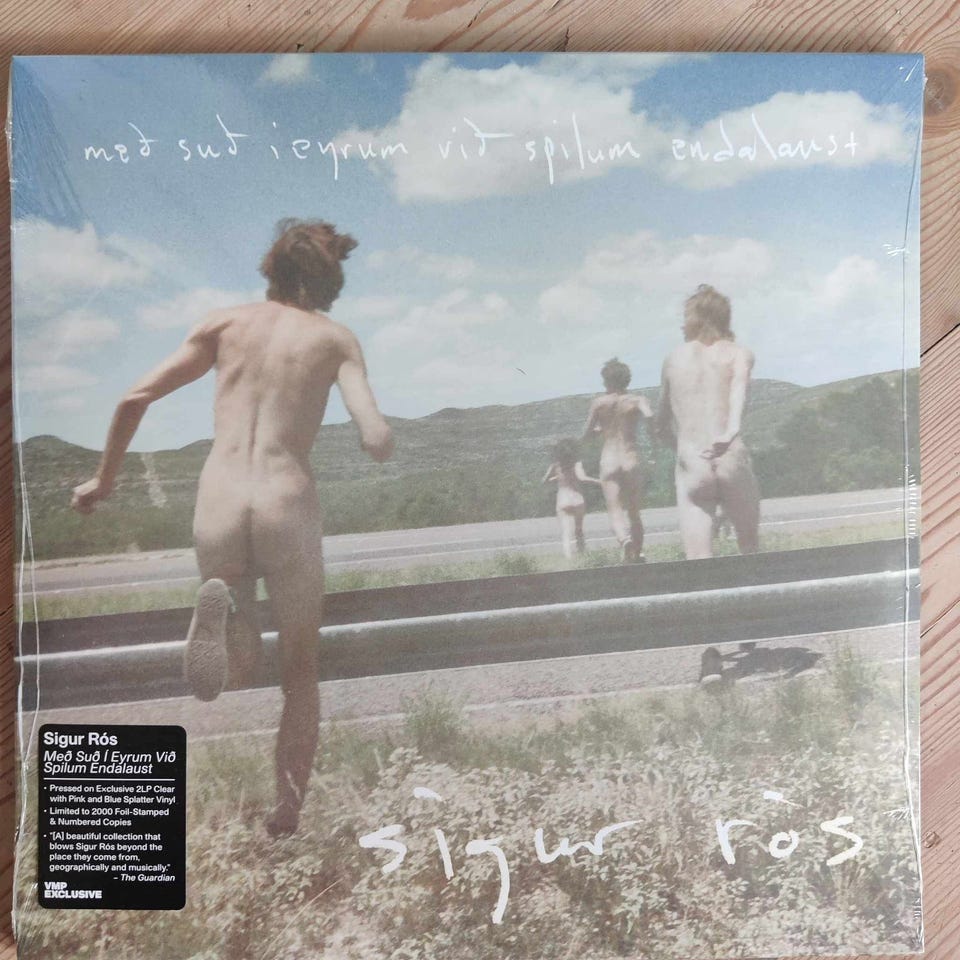 með suð i eyrum við spilum endalaust
Sigur Rós
Með Suð Í Eyrum Við
Spilum Endalaust
• Pressed on Exclusive 2LP Clear
with Pink and Blue Splatter Vinyl
• Limited to 2000 Foil-Stamped
& Numbered Copies
• "[A] beautiful collection that
blows Sigur Rós beyond the
place they come from,
geographically and musically."
– The Guardian
VMP
EXCLUSIVE
sigur rós